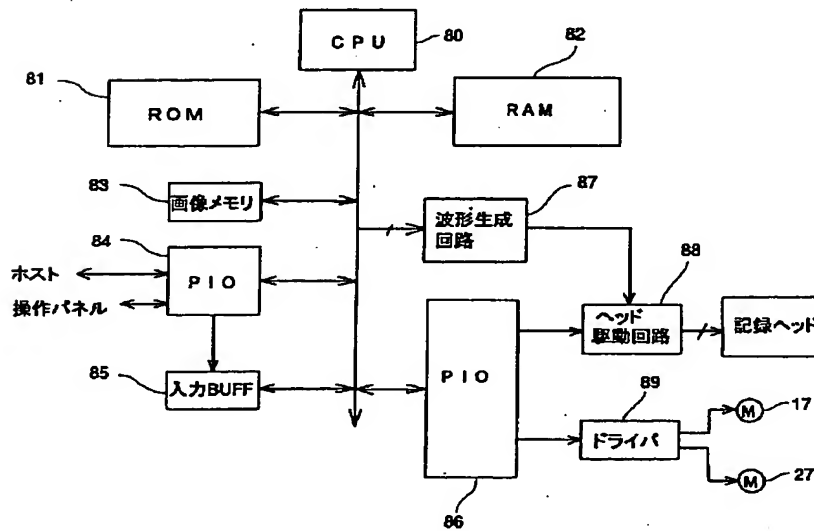 CPU
80
81
ROM
82
RAM
83
画像メモリ
87
波形生成
回路
84
ホスト
PIO
操作パネル
88
ヘッド
駆動回路
記録ヘッド
85
入力BUFF
PIO
89
ドライバ
M
17
M
27
86